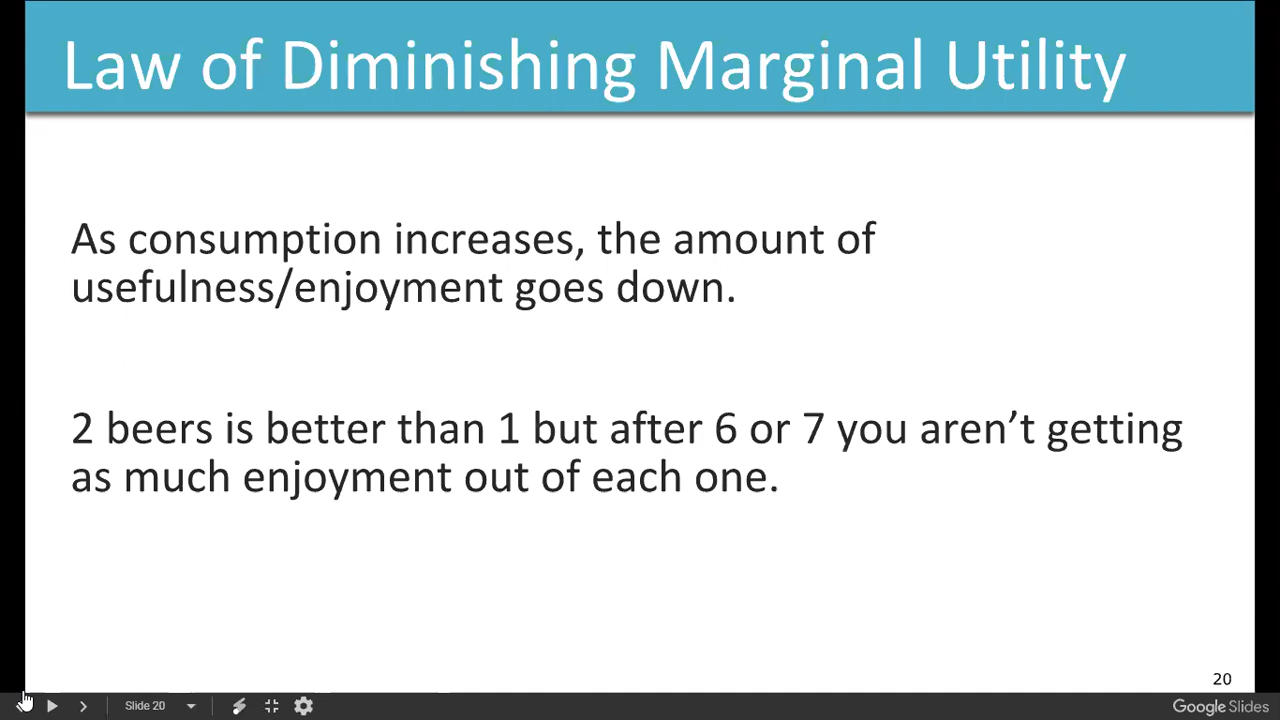 Law of Diminishing Marginal Utility
As consumption increases, the amount of
usefulness/enjoyment goes down.
2 beers is better than 1 but after 6 or 7 you aren’t getting
as much enjoyment out of each one.
20
Slide 20
Google Slides